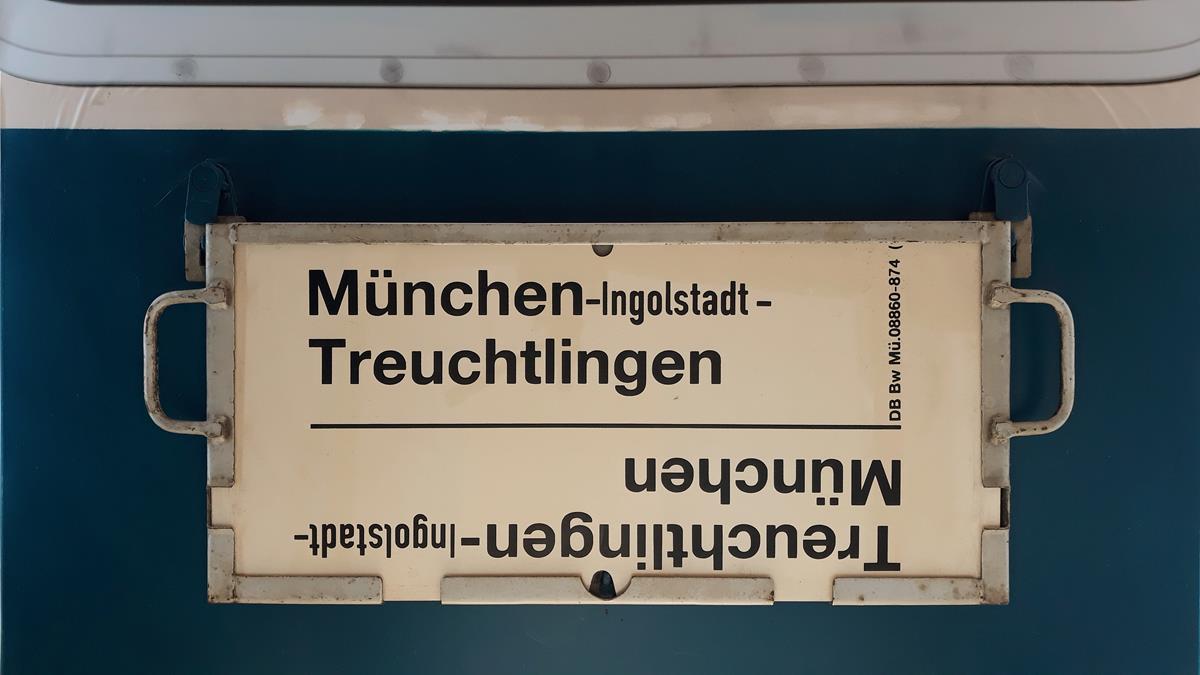 München-Ingolstadt-
Treuchtlingen
DB Bw Mü.08860-874 (
Treuchtlingen-Ingolstadt-
München